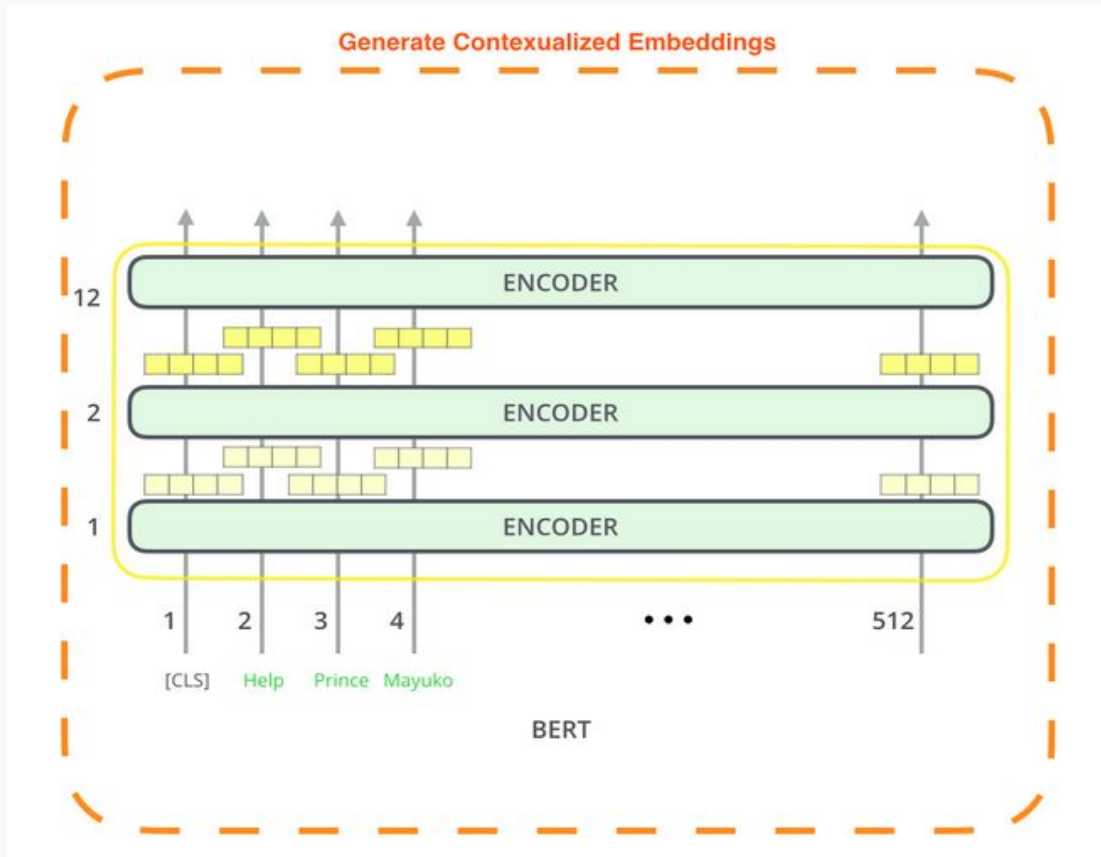 Generate Contexualized Embeddings
ENCODER
12
2
ENCODER
1
ENCODER
1 2 3 4 ••• 512
[CLS] Help Prince Mayuko
BERT